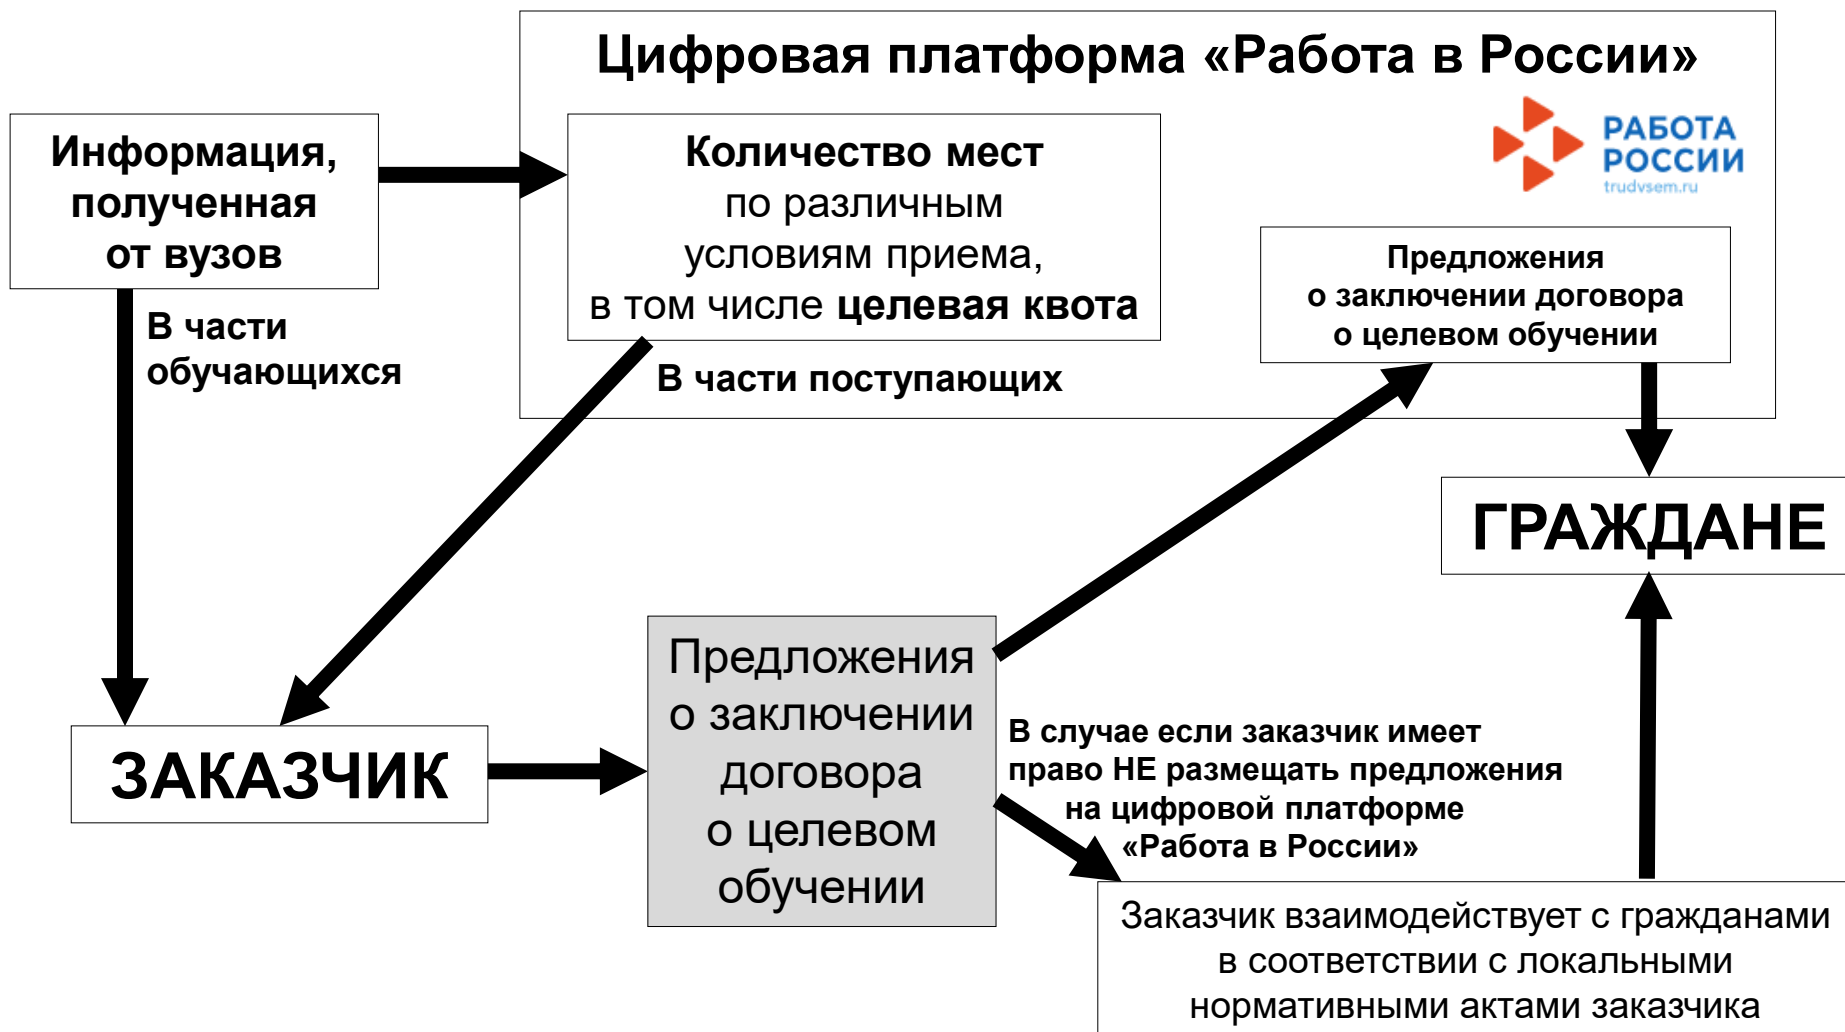 Цифровая платформа «Работа в России»
РАБОТА
РОССИИ
trudvsem.ru
Информация,
полученная
от вузов
Количество мест
по различным
условиям приема,
в том числе целевая квота
Предложения
о заключении договора
о целевом обучении
В части
обучающихся
В части поступающих
ГРАЖДАНЕ
ЗАКАЗЧИК
Предложения
о заключении
договора
о целевом
обучении
В случае если заказчик имеет
право НЕ размещать предложения
на цифровой платформе
«Работа в России»
Заказчик взаимодействует с гражданами
в соответствии с локальными
нормативными актами заказчика